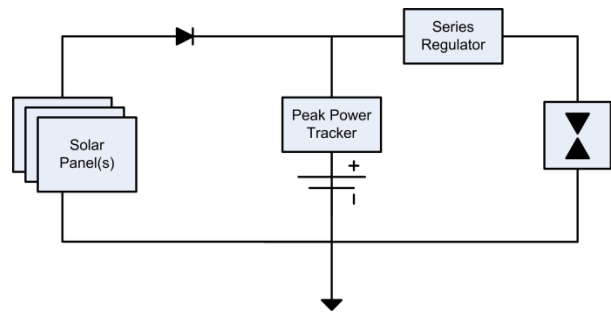 Series
Regulator
Peak Power
Tracker
+
Solar
Panel(s)